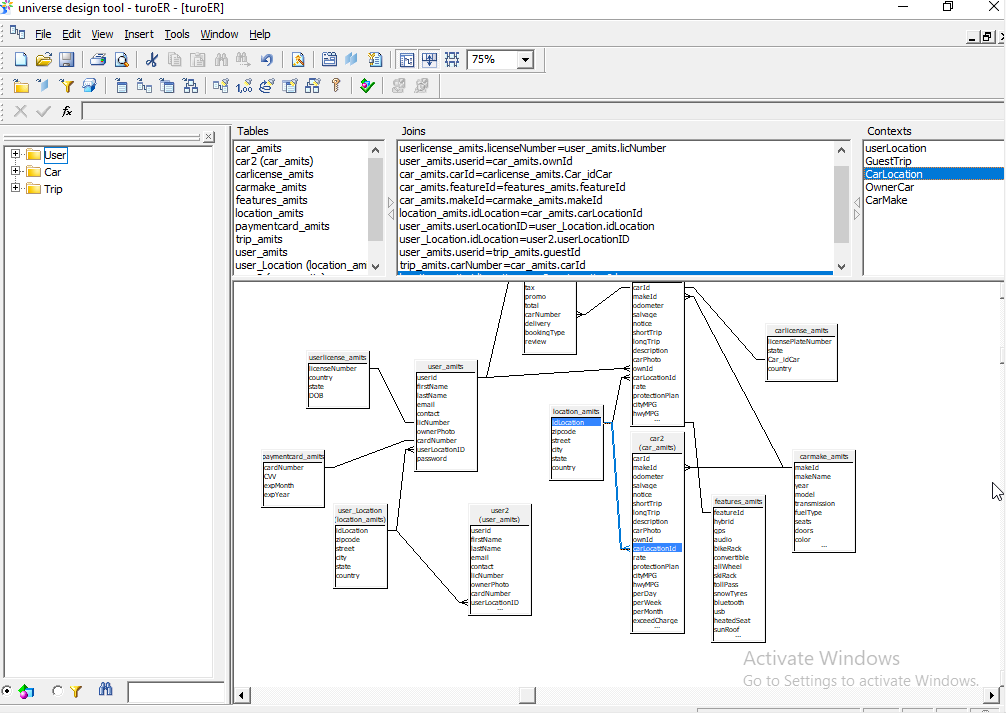 universe design tool - turoER - [turoER]
File Edit View Insert Tools Window Help
75%
Tables
car_amits
car2 (car_amits)
carlicense_amits
carmake_amits
features_amits
location_amits
paymentcard_amits
trip_amits
user_amits
user_Location (location_am
Joins
userlicense_amits.licenseNumber=user_amits.licNumber
user_amits.userid=car_amits.ownId
car_amits.carId=carlicense_amits.Car_idCar
car_amits.featureId=features_amits.featureId
car_amits.makeId=carmake_amits.makeId
location_amits.idLocation=car_amits.carLocationId
user_amits.userLocationID=user_Location.idLocation
user_Location.idLocation=user2.userLocationID
user_amits.userid=trip_amits.guestId
trip_amits.carNumber=car_amits.carId
Contexts
userLocation
GuestTrip
CarLocation
OwnerCar
CarMake
User
Car
Trip
tax
promo
total
carNumber
delivery
bookingType
review
carId
makeId
odometer
salvage
notice
shortTrip
longTrip
description
carPhoto
ownId
carLocationId
rate
protectionPlan
cityMPG
hwyMPG
...
carlicense_amits
licensePlateNumber
state
Car_idCar
country
userlicense_amits
licenseNumber
country
state
DOB
user_amits
userid
firstName
lastName
email
contact
licNumber
ownerPhoto
cardNumber
userLocationID
password
location_amits
idLocation
zipcode
street
city
state
country
car2
(car_amits)
carId
makeId
odometer
salvage
notice
shortTrip
longTrip
description
carPhoto
ownId
carLocationId
rate
protectionPlan
cityMPG
hwyMPG
perDay
perWeek
perMonth
exceedCharge
...
paymentcard_amits
cardNumber
CVV
expMonth
expYear
carmake_amits
makeId
makeName
year
model
transmission
fuelType
seats
doors
color
...
user_Location
(location_amits)
idLocation
zipcode
street
city
state
country
user2
(user_amits)
userid
firstName
lastName
email
contact
licNumber
ownerPhoto
cardNumber
userLocationID
...
features_amits
featureId
hybrid
gps
audio
bikeRack
convertible
allWheel
skiRack
tollPass
snowTyres
bluetooth
usb
heatedSeat
sunRoof
...
Activate Windows
Go to Settings to activate Windows.